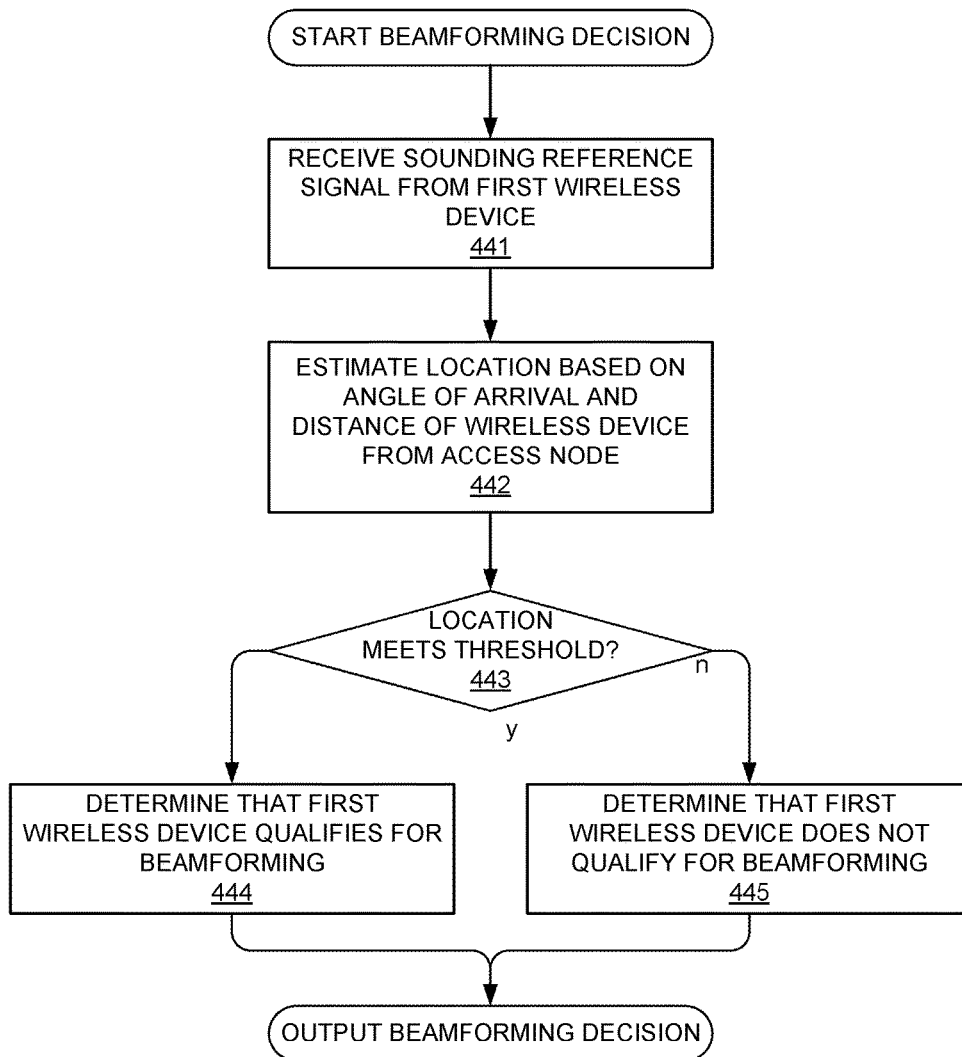 START BEAMFORMING DECISION
RECEIVE SOUNDING REFERENCE
SIGNAL FROM FIRST WIRELESS
DEVICE
441
ESTIMATE LOCATION BASED ON
ANGLE OF ARRIVAL AND
DISTANCE OF WIRELESS DEVICE
FROM ACCESS NODE
442
LOCATION
MEETS THRESHOLD?
443
n
y
DETERMINE THAT FIRST
WIRELESS DEVICE QUALIFIES FOR
BEAMFORMING
444
DETERMINE THAT FIRST
WIRELESS DEVICE DOES NOT
QUALIFY FOR BEAMFORMING
445
OUTPUT BEAMFORMING DECISION